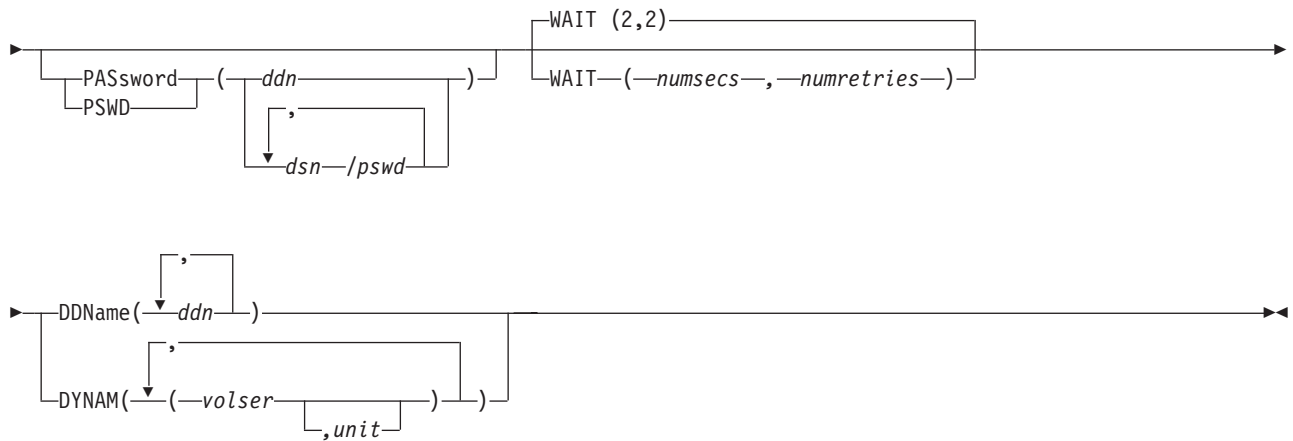 WAIT (2,2)
PASsword ( ddn ) WAIT ( numsecs , numretries )
PSWD ,
dsn /pswd
,
DDName( ddn )
,
DYNAM( ( volser ) )
,unit